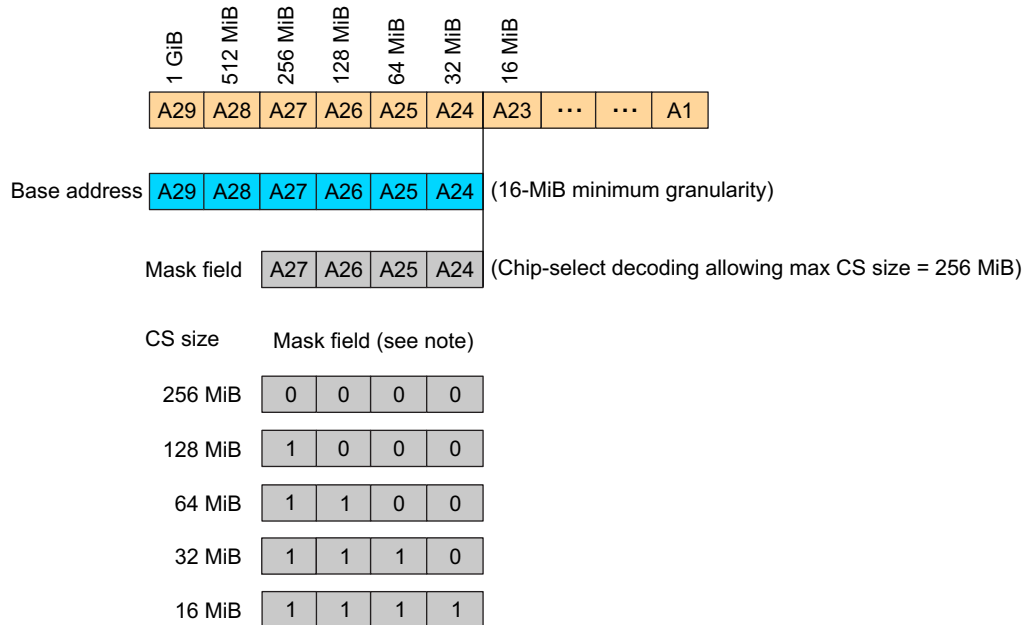 1 GiB 512 MiB 256 MiB 128 MiB 64 MiB 32 MiB 16 MiB
A29 A28 A27 A26 A25 A24 A23 ··· ··· A1
Base address A29 A28 A27 A26 A25 A24 (16-MiB minimum granularity)
Mask field A27 A26 A25 A24 (Chip-select decoding allowing max CS size = 256 MiB)
CS size Mask field (see note)
256 MiB 0 0 0 0
128 MiB 1 0 0 0
64 MiB 1 1 0 0
32 MiB 1 1 1 0
16 MiB 1 1 1 1